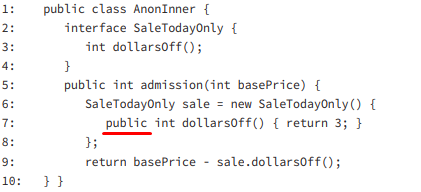 1:   public class AnonInner {
2:      interface SaleTodayOnly {
3:         int dollarsOff();
4:      }
5:      public int admission(int basePrice) {
6:         SaleTodayOnly sale = new SaleTodayOnly() {
7:            public int dollarsOff() { return 3; }
8:         };
9:         return basePrice - sale.dollarsOff();
10:  } }